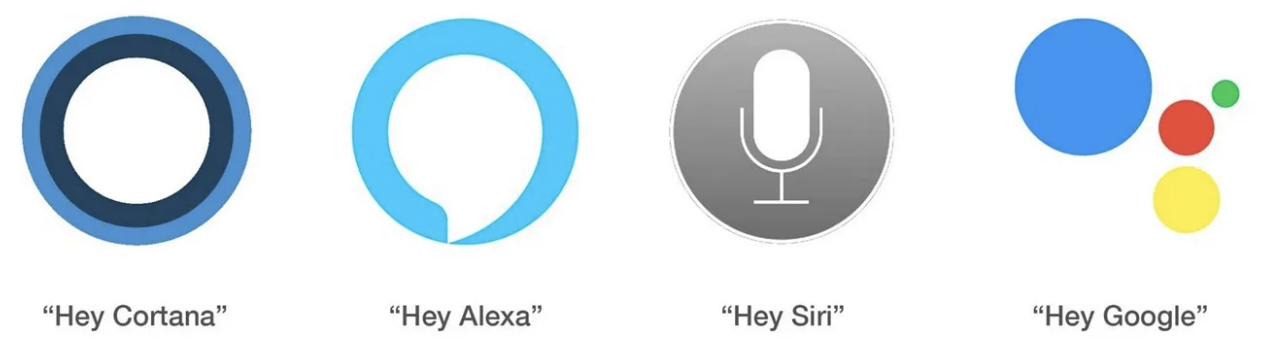 “Hey Cortana”
“Hey Alexa”
“Hey Siri”
“Hey Google”